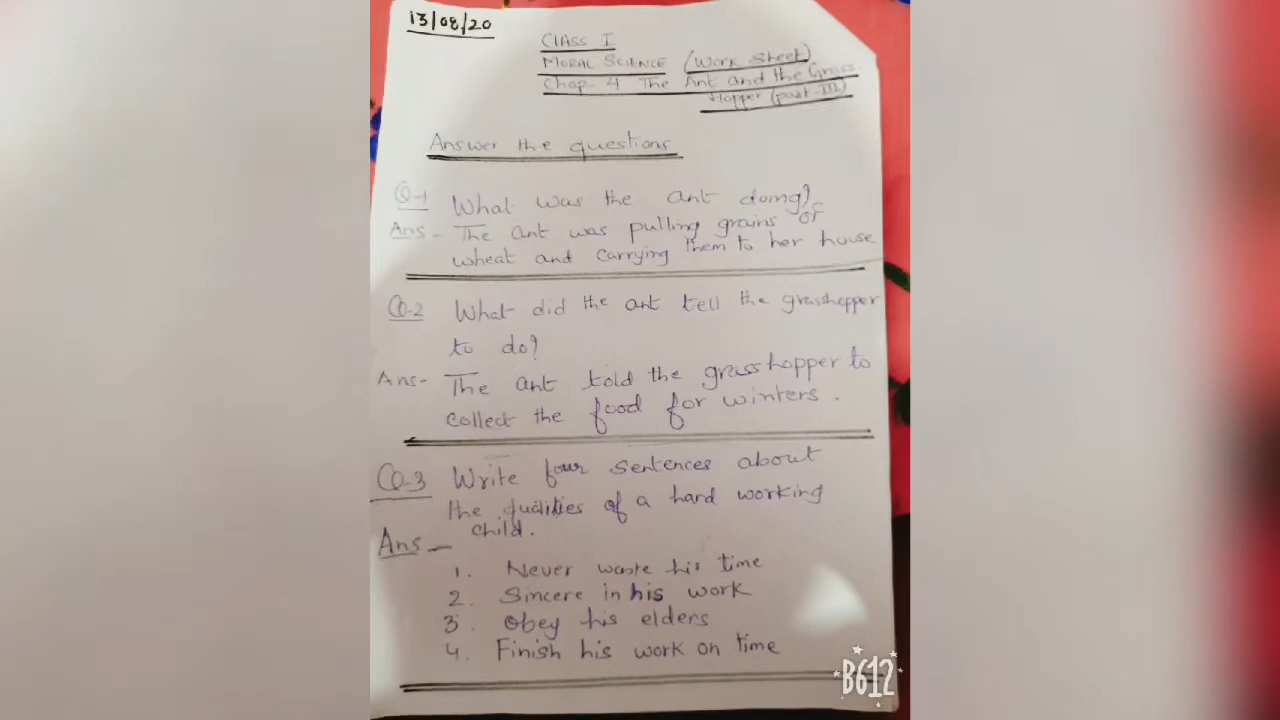 13/08/20
Class I
Moral Science (Work Sheet)
Chap-4 The Ant and the Grass-
Hopper (part-III)
Answer the questions
Q-1 What was the ant doing?
Ans- The ant was pulling grains of
wheat and carrying them to her house
Q-2 What did the ant tell the grasshopper
to do?
Ans- The ant told the grasshopper to
collect the food for winters.
Q-3 Write four sentences about
the qualities of a hard working
child.
Ans-
1. Never waste his time
2. Sincere in his work
3. Obey his elders
4. Finish his work on time
B612